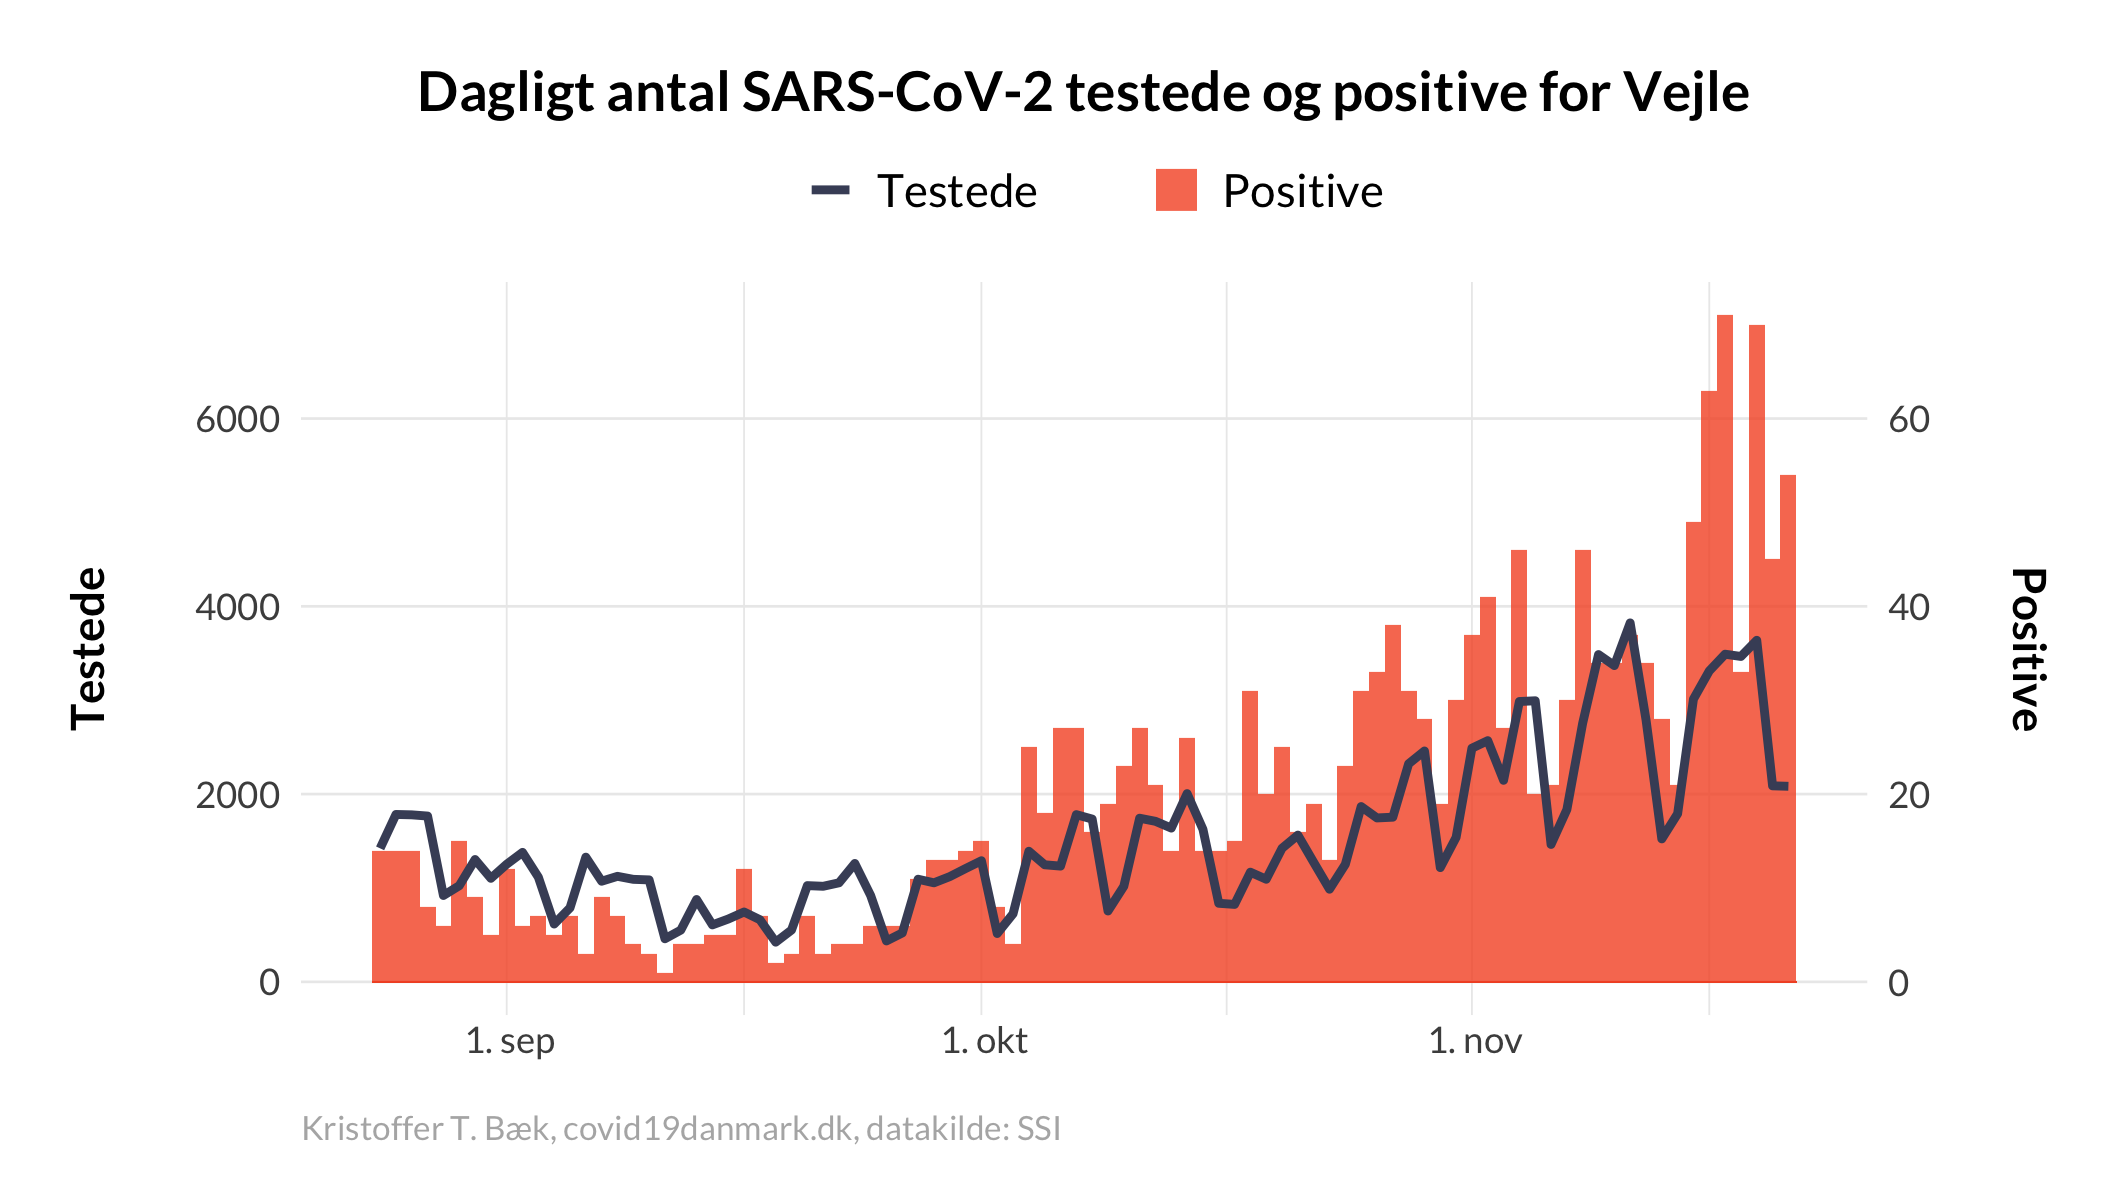 Dagligt antal SARS-CoV-2 testede og positive for Vejle
Testede
Positive
6000
4000
2000
0
60
40
20
0
Testede
Positive
1. sep
1. okt
1. nov
Kristoffer T. Bæk, covid19danmark.dk, datakilde: SSI